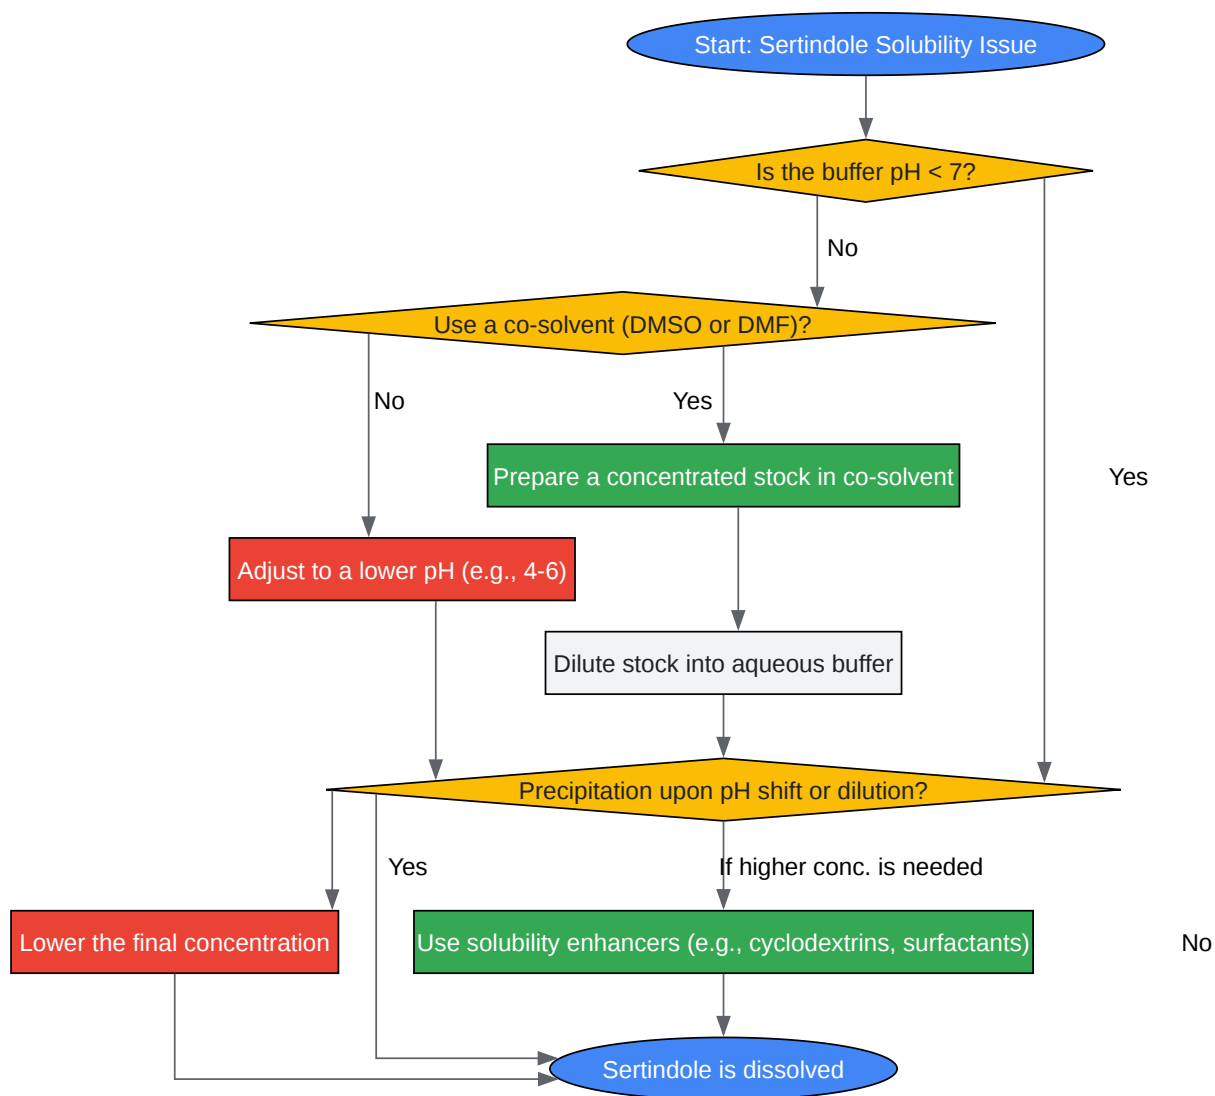 Start: Sertindole Solubility Issue
Is the buffer pH < 7?
No
Use a co-solvent (DMSO or DMF)?
No
Yes
Prepare a concentrated stock in co-solvent
Yes
Adjust to a lower pH (e.g., 4-6)
Dilute stock into aqueous buffer
Precipitation upon pH shift or dilution?
Yes
If higher conc. is needed
Lower the final concentration
Use solubility enhancers (e.g., cyclodextrins, surfactants)
No
Sertindole is dissolved